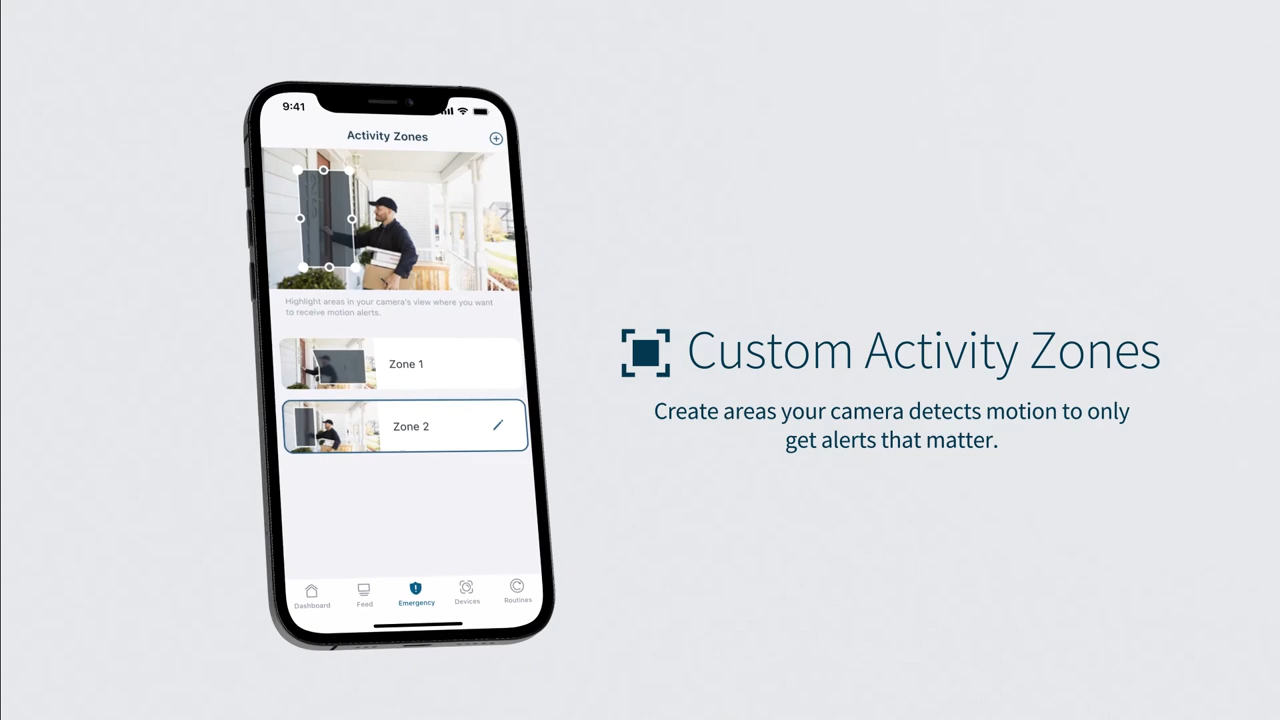 9:41
Activity Zones
Highlight areas in your camera's view where you want
to receive motion alerts.
Zone 1
Zone 2
Dashboard
Feed
Emergency
Devices
Routines
Custom Activity Zones
Create areas your camera detects motion to only
get alerts that matter.